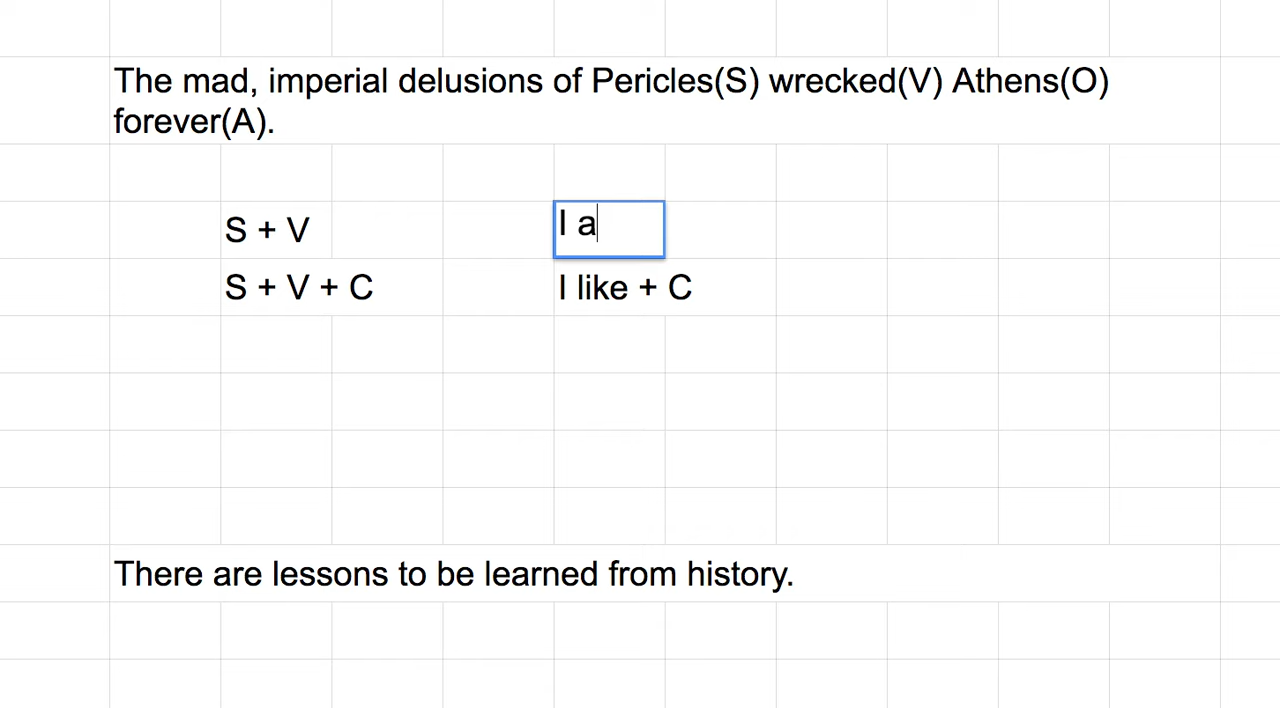 The mad, imperial delusions of Pericles(S) wrecked(V) Athens(O)
forever(A).
S + V
I a
S + V + C
I like + C
There are lessons to be learned from history.